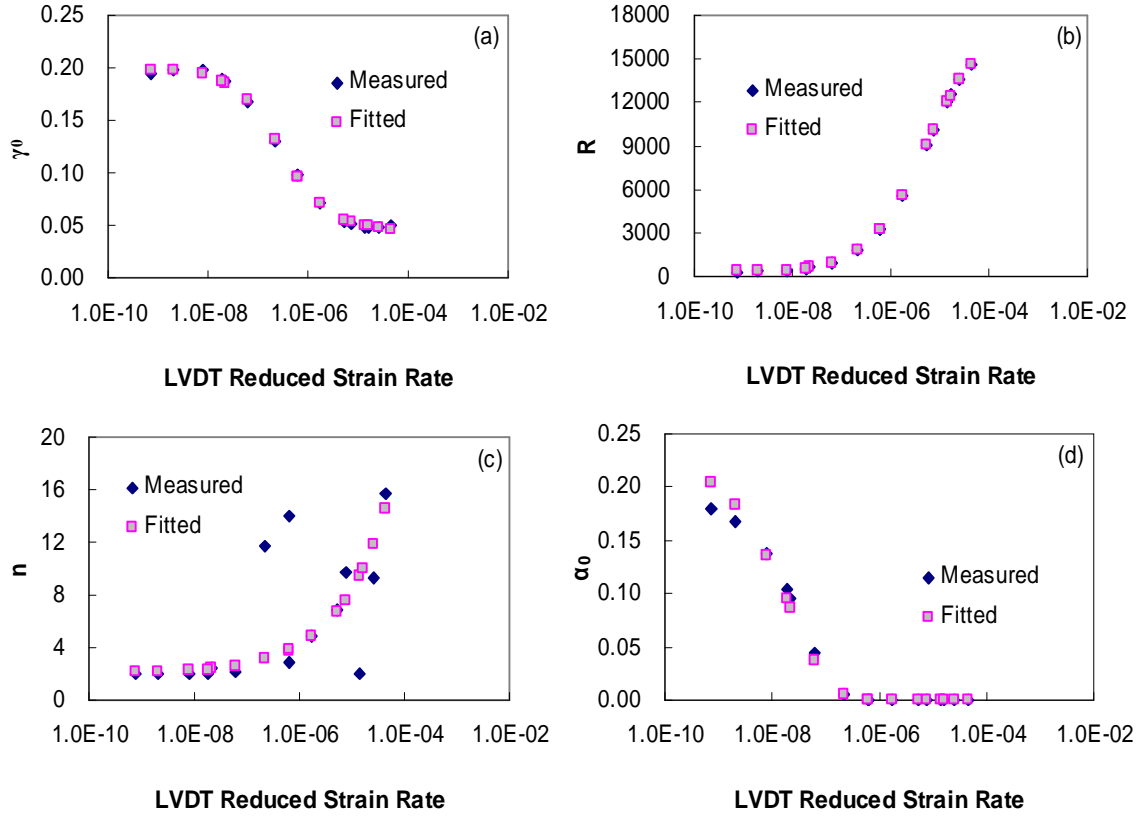 (a)
0.25
0.20
0.15
0.10
0.05
0.00
γ0
Measured
Fitted
1.0E-10 1.0E-08 1.0E-06 1.0E-04 1.0E-02
LVDT Reduced Strain Rate
(b)
18000
15000
12000
9000
6000
3000
0
R
Measured
Fitted
1.0E-10 1.0E-08 1.0E-06 1.0E-04 1.0E-02
LVDT Reduced Strain Rate
(c)
20
16
12
8
4
0
n
Measured
Fitted
1.0E-10 1.0E-08 1.0E-06 1.0E-04 1.0E-02
LVDT Reduced Strain Rate
(d)
0.25
0.20
0.15
0.10
0.05
0.00
α0
Measured
Fitted
1.0E-10 1.0E-08 1.0E-06 1.0E-04 1.0E-02
LVDT Reduced Strain Rate